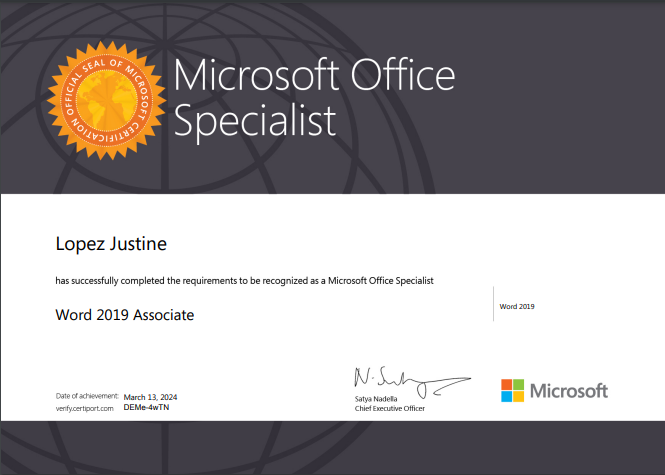 OFFICIAL SEAL OF MICROSOFT CERTIFICATION
Microsoft Office
Specialist
Lopez Justine
has successfully completed the requirements to be recognized as a Microsoft Office Specialist
Word 2019 Associate
Word 2019
Date of achievement: March 13, 2024
verify.certiport.com DEMe-4wTN
Satya Nadella
Chief Executive Officer
Microsoft